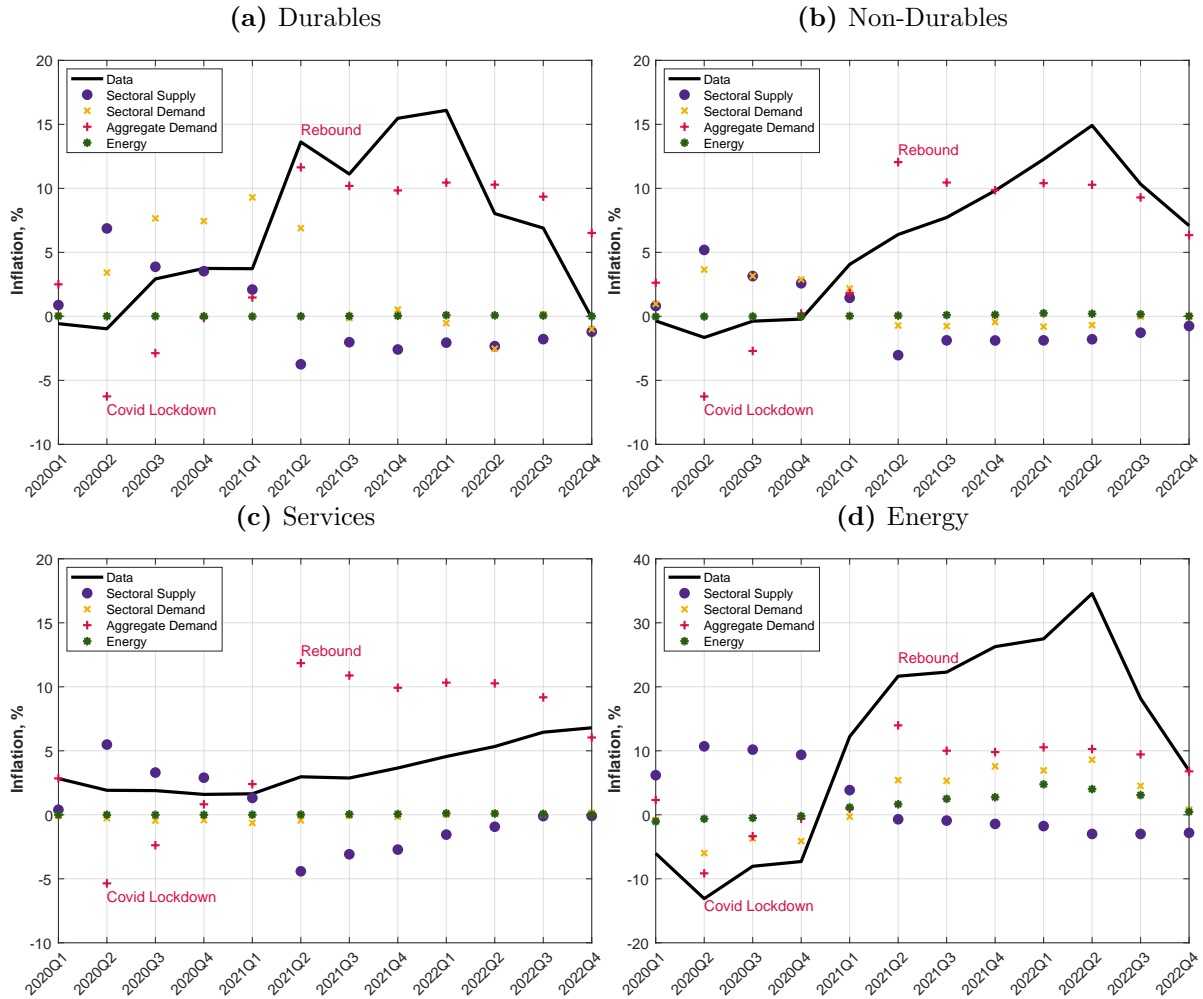 (a) Durables
Inflation, %
20
15
10
5
0
-5
-10
Data
Sectoral Supply
Sectoral Demand
Aggregate Demand
Energy
Rebound
Covid Lockdown
2020Q1
2020Q2
2020Q3
2020Q4
2021Q1
2021Q2
2021Q3
2021Q4
2022Q1
2022Q2
2022Q3
2022Q4
(b) Non-Durables
Inflation, %
20
15
10
5
0
-5
-10
Data
Sectoral Supply
Sectoral Demand
Aggregate Demand
Energy
Rebound
Covid Lockdown
2020Q1
2020Q2
2020Q3
2020Q4
2021Q1
2021Q2
2021Q3
2021Q4
2022Q1
2022Q2
2022Q3
2022Q4
(c) Services
Inflation, %
20
15
10
5
0
-5
-10
Data
Sectoral Supply
Sectoral Demand
Aggregate Demand
Energy
Rebound
Covid Lockdown
2020Q1
2020Q2
2020Q3
2020Q4
2021Q1
2021Q2
2021Q3
2021Q4
2022Q1
2022Q2
2022Q3
2022Q4
(d) Energy
Inflation, %
40
30
20
10
0
-10
-20
Data
Sectoral Supply
Sectoral Demand
Aggregate Demand
Energy
Rebound
Covid Lockdown
2020Q1
2020Q2
2020Q3
2020Q4
2021Q1
2021Q2
2021Q3
2021Q4
2022Q1
2022Q2
2022Q3
2022Q4